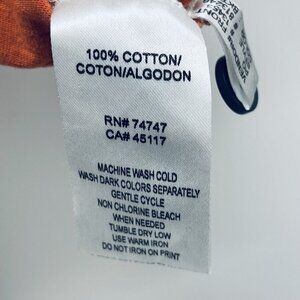 100% COTTON/
COTON/ALGODON
RN# 74747
CA# 45117
MACHINE WASH COLD
WASH DARK COLORS SEPARATELY
GENTLE CYCLE
NON CHLORINE BLEACH
WHEN NEEDED
TUMBLE DRY LOW
USE WARM IRON
DO NOT IRON ON PRINT